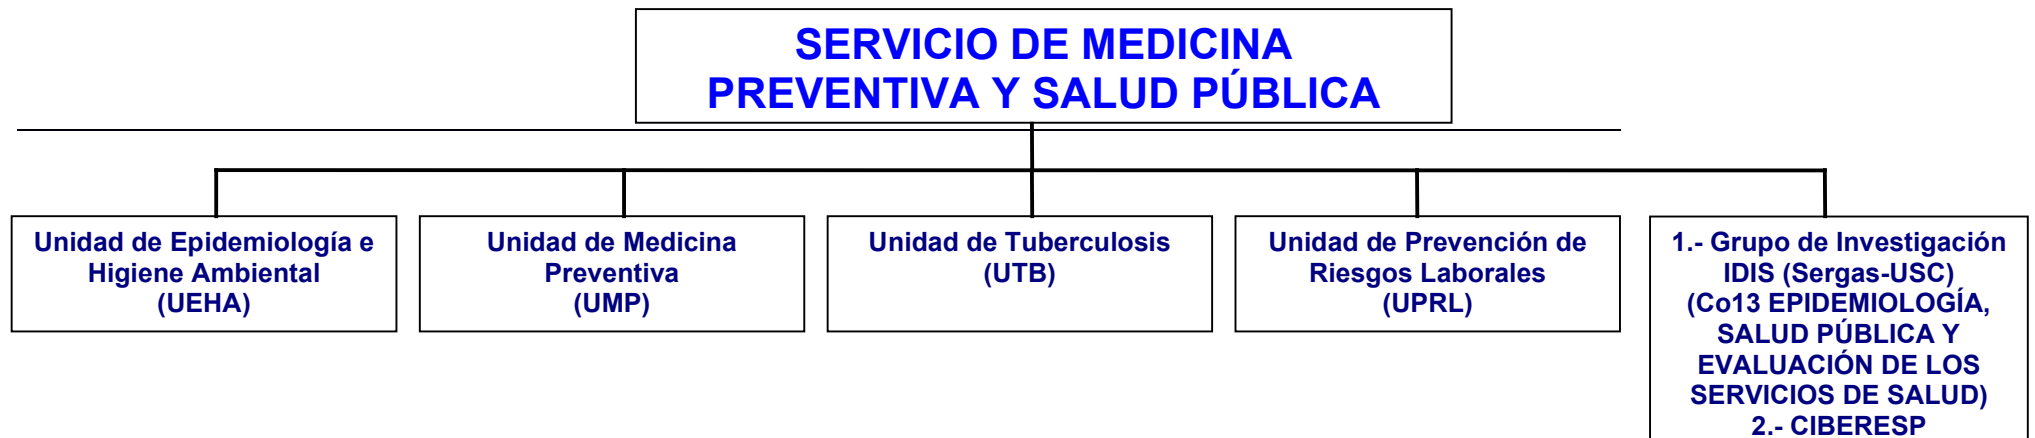 SERVICIO DE MEDICINA
PREVENTIVA Y SALUD PÚBLICA
Unidad de Epidemiología e
Higiene Ambiental
(UEHA)
Unidad de Medicina
Preventiva
(UMP)
Unidad de Tuberculosis
(UTB)
Unidad de Prevención de
Riesgos Laborales
(UPRL)
1.- Grupo de Investigación
IDIS (Sergas-USC)
(Co13 EPIDEMIOLOGÍA,
SALUD PÚBLICA Y
EVALUACIÓN DE LOS
SERVICIOS DE SALUD)
2.- CIBERESP